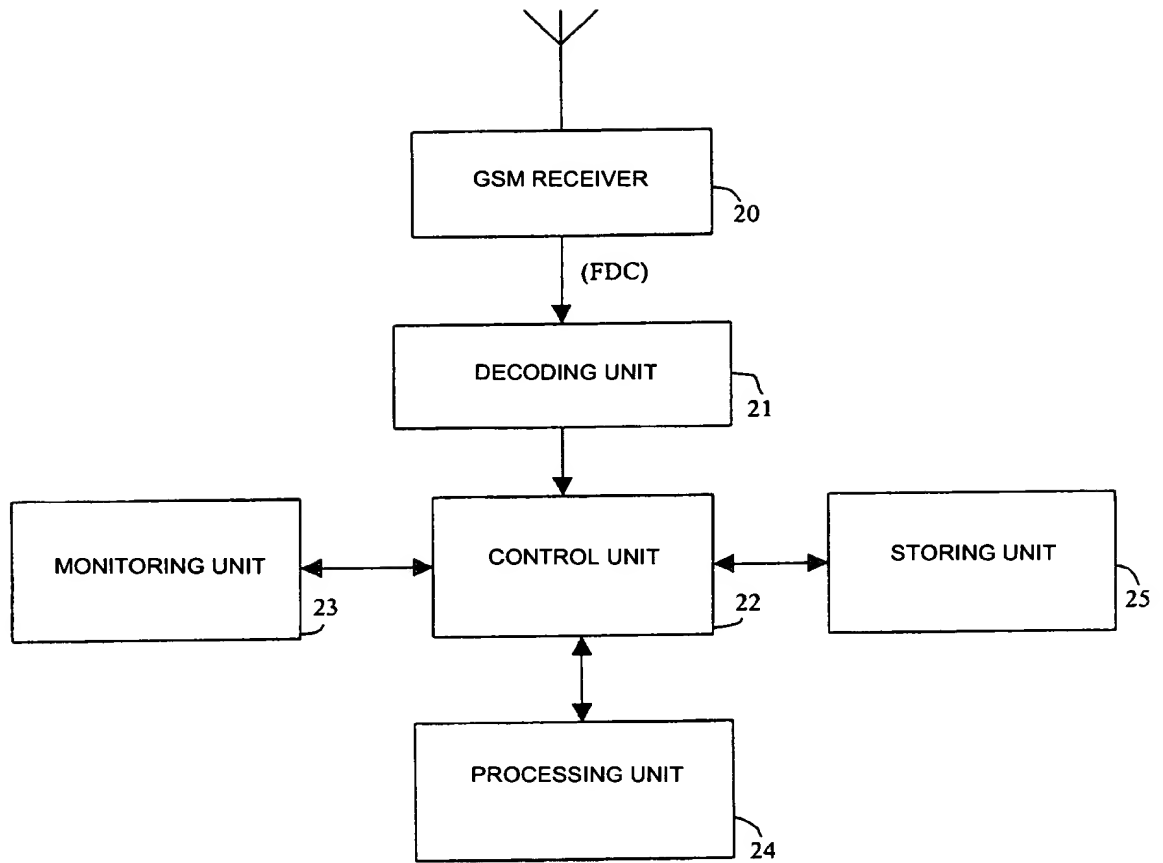 GSM RECEIVER
20
(FDC)
DECODING UNIT
21
MONITORING UNIT
23
CONTROL UNIT
22
STORING UNIT
25
PROCESSING UNIT
24